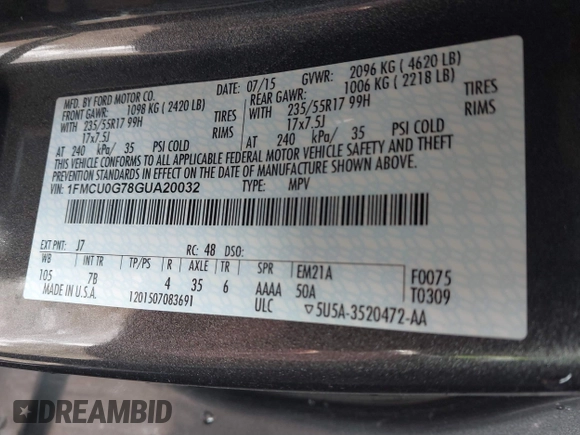 MFD. BY FORD MOTOR CO.
DATE: 07/15 GVWR: 2096 KG ( 4620 LB)
FRONT GAWR: 1098 KG ( 2420 LB) REAR GAWR: 1006 KG ( 2218 LB)
WITH 235/55R17 99H TIRES WITH 235/55R17 99H TIRES
17x7.5J RIMS 17x7.5J RIMS
AT 240 kPa/ 35 PSI COLD AT 240 kPa/ 35 PSI COLD
THIS VEHICLE CONFORMS TO ALL APPLICABLE FEDERAL MOTOR VEHICLE SAFETY AND THEFT
PREVENTION STANDARDS IN EFFECT ON THE DATE OF MANUFACTURE SHOWN ABOVE.
1FMCU0G78GUA20032 TYPE: MPV
EXT PNT: J7 RC: 48 DSO:
WB INT TR TP/PS R AXLE TR SPR EM21A F0075
105 7B 4 35 6 AAAA 50A T0309
MADE IN U.S.A. 1201507083691 ULC ▽5U5A-3520472-AA
DREAMBID